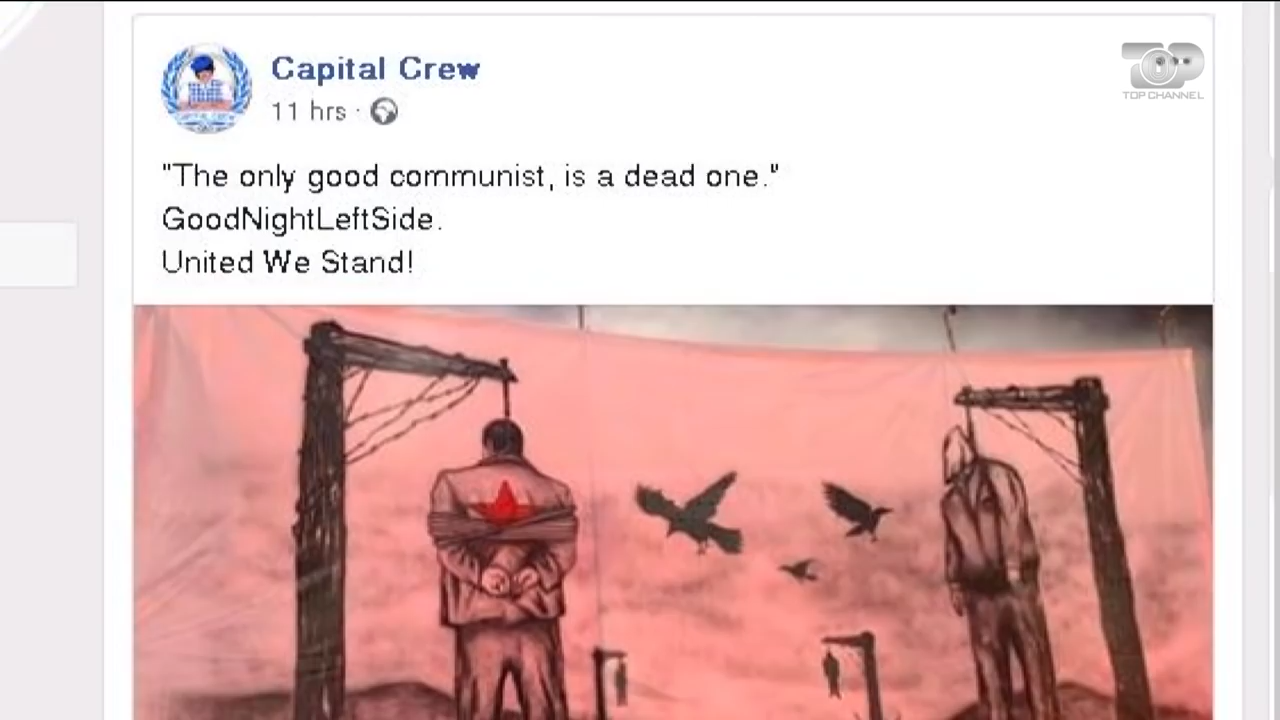 Capital Crew
11 hrs ·
TOP CHANNEL
"The only good communist, is a dead one."
GoodNightLeftSide.
United We Stand!